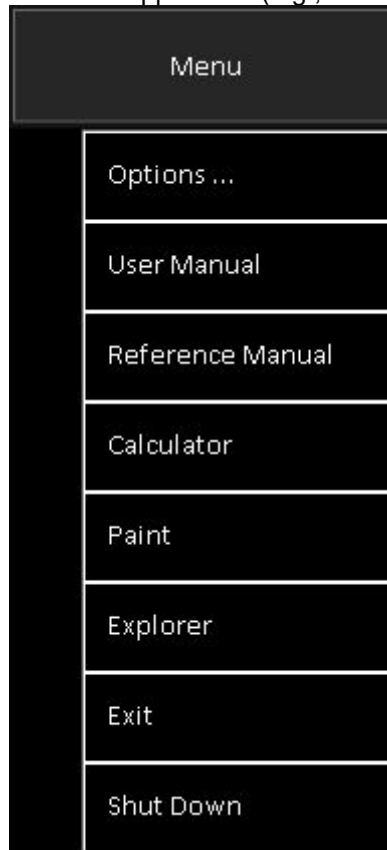 Menu
Options ...
User Manual
Reference Manual
Calculator
Paint
Explorer
Exit
Shut Down